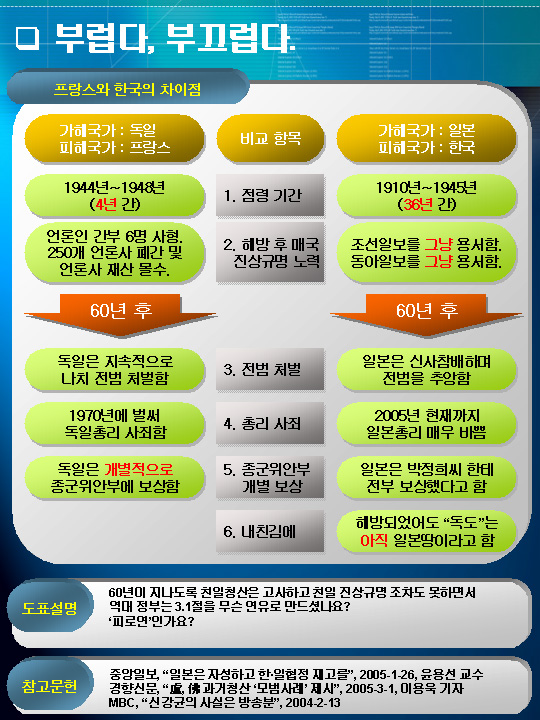 ❑ 부럽다, 부끄럽다.
프랑스와 한국의 차이점
가해국가 : 독일
피해국가 : 프랑스
비교 항목
가해국가 : 일본
피해국가 : 한국
1944년~1948년
(4년 간)
1. 점령 기간
1910년~1945년
(36년 간)
언론인 간부 6명 사형.
250개 언론사 폐간 및
언론사 재산 몰수.
2. 해방 후 매국
진상규명 노력
조선일보를 그냥 용서함.
동아일보를 그냥 용서함.
60년 후
60년 후
독일은 지속적으로
나치 전범 처벌함
3. 전범 처벌
일본은 신사참배하며
전범을 추앙함
1970년에 벌써
독일총리 사죄함
4. 총리 사죄
2005년 현재까지
일본총리 매우 바쁨
독일은 개별적으로
종군위안부에 보상함
5. 종군위안부
개별 보상
일본은 박정희씨 한테
전부 보상했다고 함
6. 내친김에
해방되었어도 “독도”는
아직 일본땅이라고 함
도표설명
60년이 지나도록 친일청산은 고사하고 친일 진상규명 조차도 못하면서
역대 정부는 3.1절을 무슨 연유로 만드셨나요?
‘피로연’인가요?
참고문헌
중앙일보, “일본은 자성하고 한·일협정 재고를”, 2005-1-26, 윤용선 교수
경향신문, “盧, 佛 과거청산 ‘모범사례’ 제시”, 2005-3-1, 이용욱 기자
MBC, “신강균의 사실은 방송분”, 2004-2-13